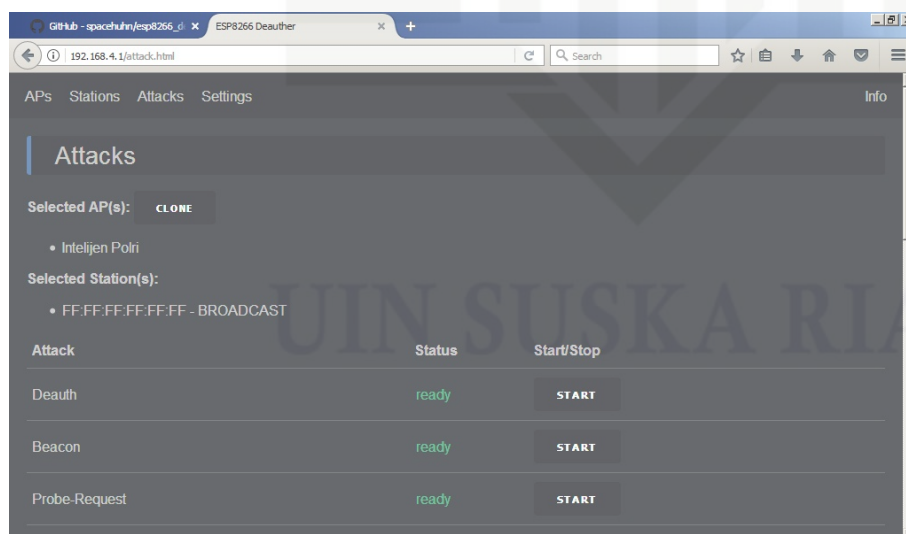 GitHub - spacehuhn/esp8266_d
ESP8266 Deauther
192.168.4.1/attack.html
Search
APs Stations Attacks Settings Info
Attacks
Selected AP(s): CLONE
• Intelijen Polri
Selected Station(s):
• FF:FF:FF:FF:FF:FF - BROADCAST
UIN SUSKA RIA
Attack Status Start/Stop
Deauth ready START
Beacon ready START
Probe-Request ready START